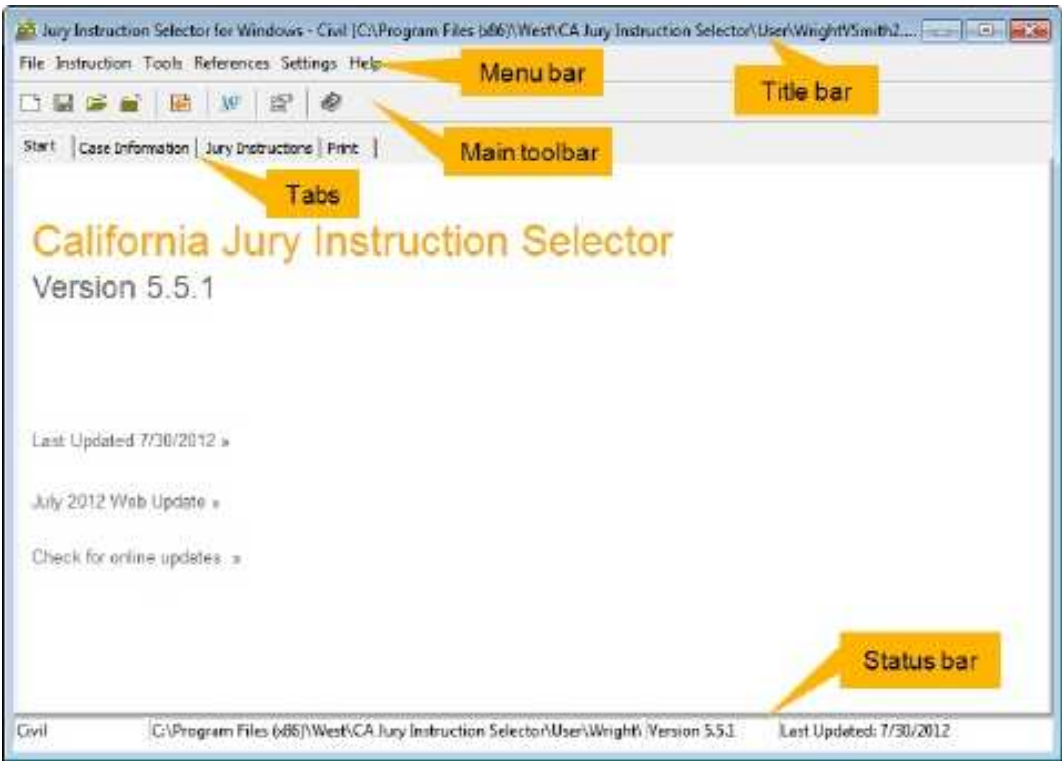 Jury Instruction Selector for Windows - Civil [C:\Program Files (x86)\West\CA Jury Instruction Selector\User\Wright\VSmith2....
File Instruction Tools References Settings Help
Menu bar
Title bar
Main toolbar
Start Case Information Jury Instructions Print
Tabs
California Jury Instruction Selector
Version 5.5.1
Last Updated 7/30/2012 »
July 2012 Web Update »
Check for online updates »
Status bar
Civil C:\Program Files (x86)\West\CA Jury Instruction Selector\User\Wright\ Version 5.5.1 Last Updated: 7/30/2012